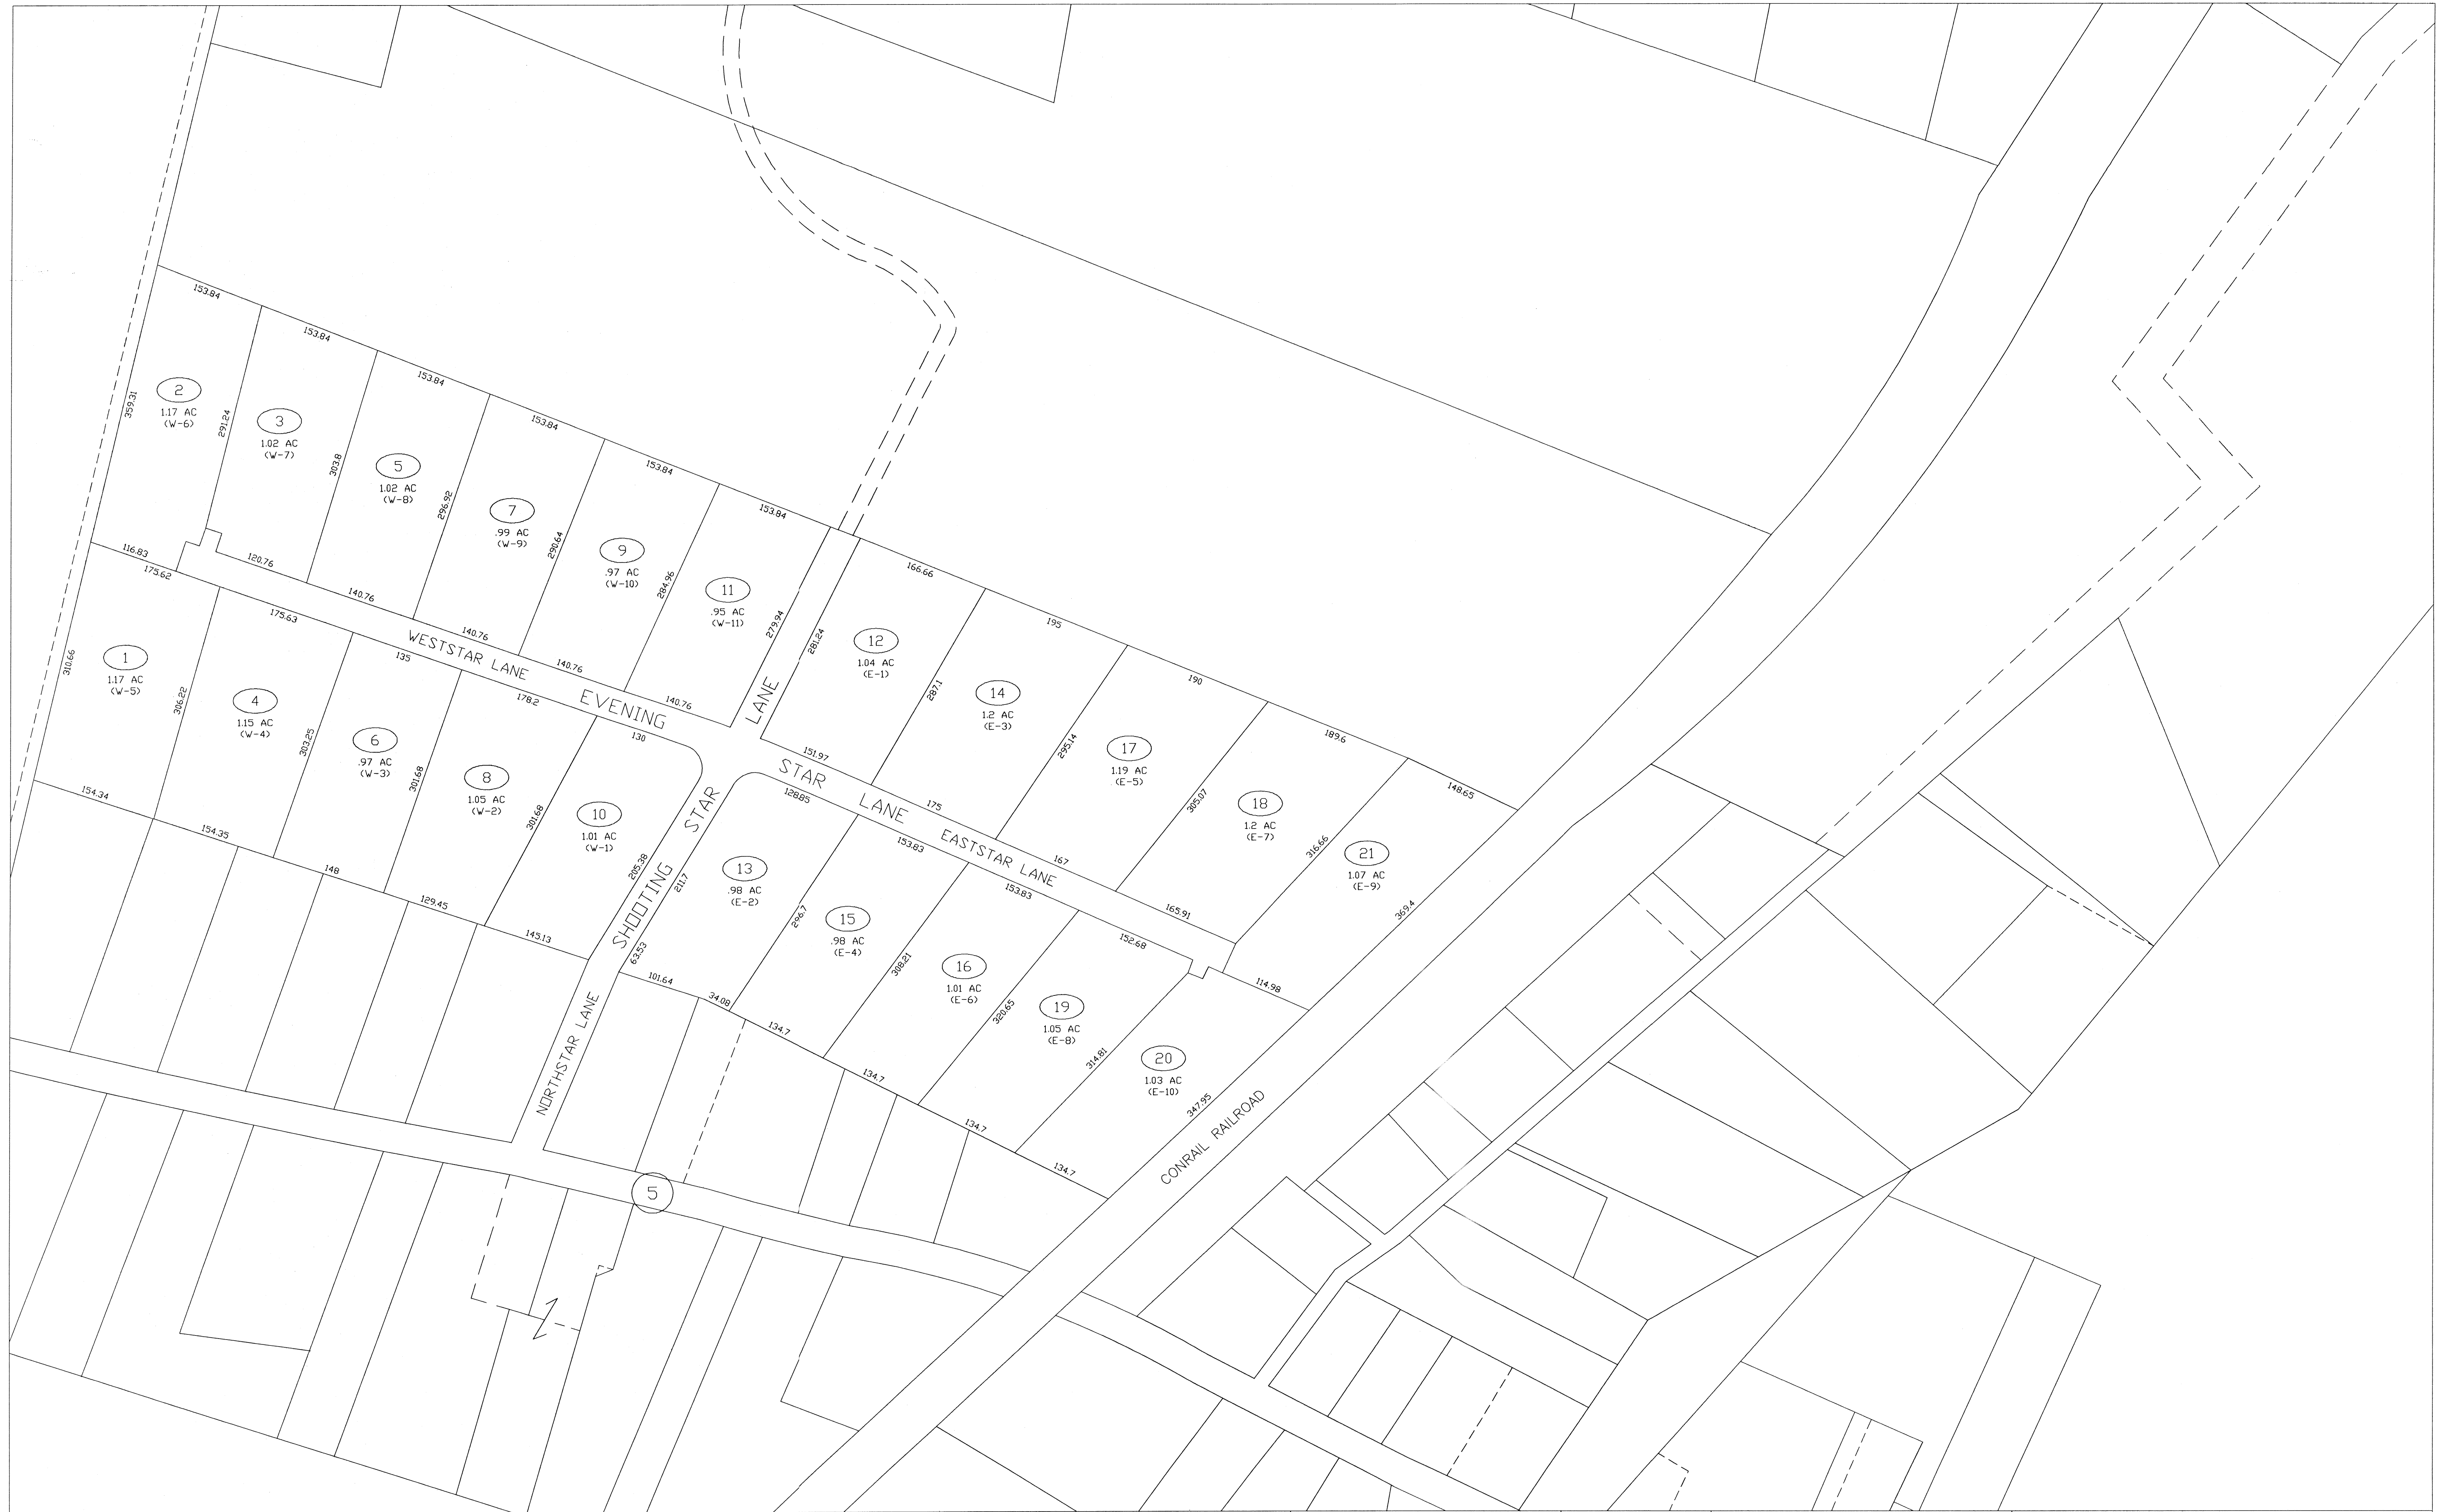 153.84
153.84
153.84
153.84
153.84
153.84
359.31
2
1.17 AC
(W-6)
291.24
3
1.02 AC
(W-7)
303.8
5
1.02 AC
(W-8)
296.92
7
.99 AC
(W-9)
290.64
9
.97 AC
(W-10)
284.96
11
.95 AC
(W-11)
279.94
281.24
116.83
175.62
120.76
175.63
140.76
135
140.76
178.2
140.76
130
140.76
WESTSTAR LANE
EVENING
STAR
LANE
EASTSTAR LANE
LANE
STAR
SHOOTING
NORTHSTAR LANE
310.66
1
1.17 AC
(W-5)
306.22
4
1.15 AC
(W-4)
303.25
6
.97 AC
(W-3)
301.68
8
1.05 AC
(W-2)
301.68
10
1.01 AC
(W-1)
205.38
211.7
63.53
154.34
154.35
148
129.45
145.13
166.66
195
190
189.6
148.65
12
1.04 AC
(E-1)
287.1
14
1.2 AC
(E-3)
295.14
17
1.19 AC
(E-5)
305.07
18
1.2 AC
(E-7)
316.66
21
1.07 AC
(E-9)
369.4
151.97
175
167
165.91
114.98
128.85
153.83
153.83
152.68
13
.98 AC
(E-2)
296.7
15
.98 AC
(E-4)
308.21
16
1.01 AC
(E-6)
320.65
19
1.05 AC
(E-8)
314.81
20
1.03 AC
(E-10)
347.95
101.64
34.08
134.7
134.7
134.7
134.7
CONRAIL RAILROAD
5